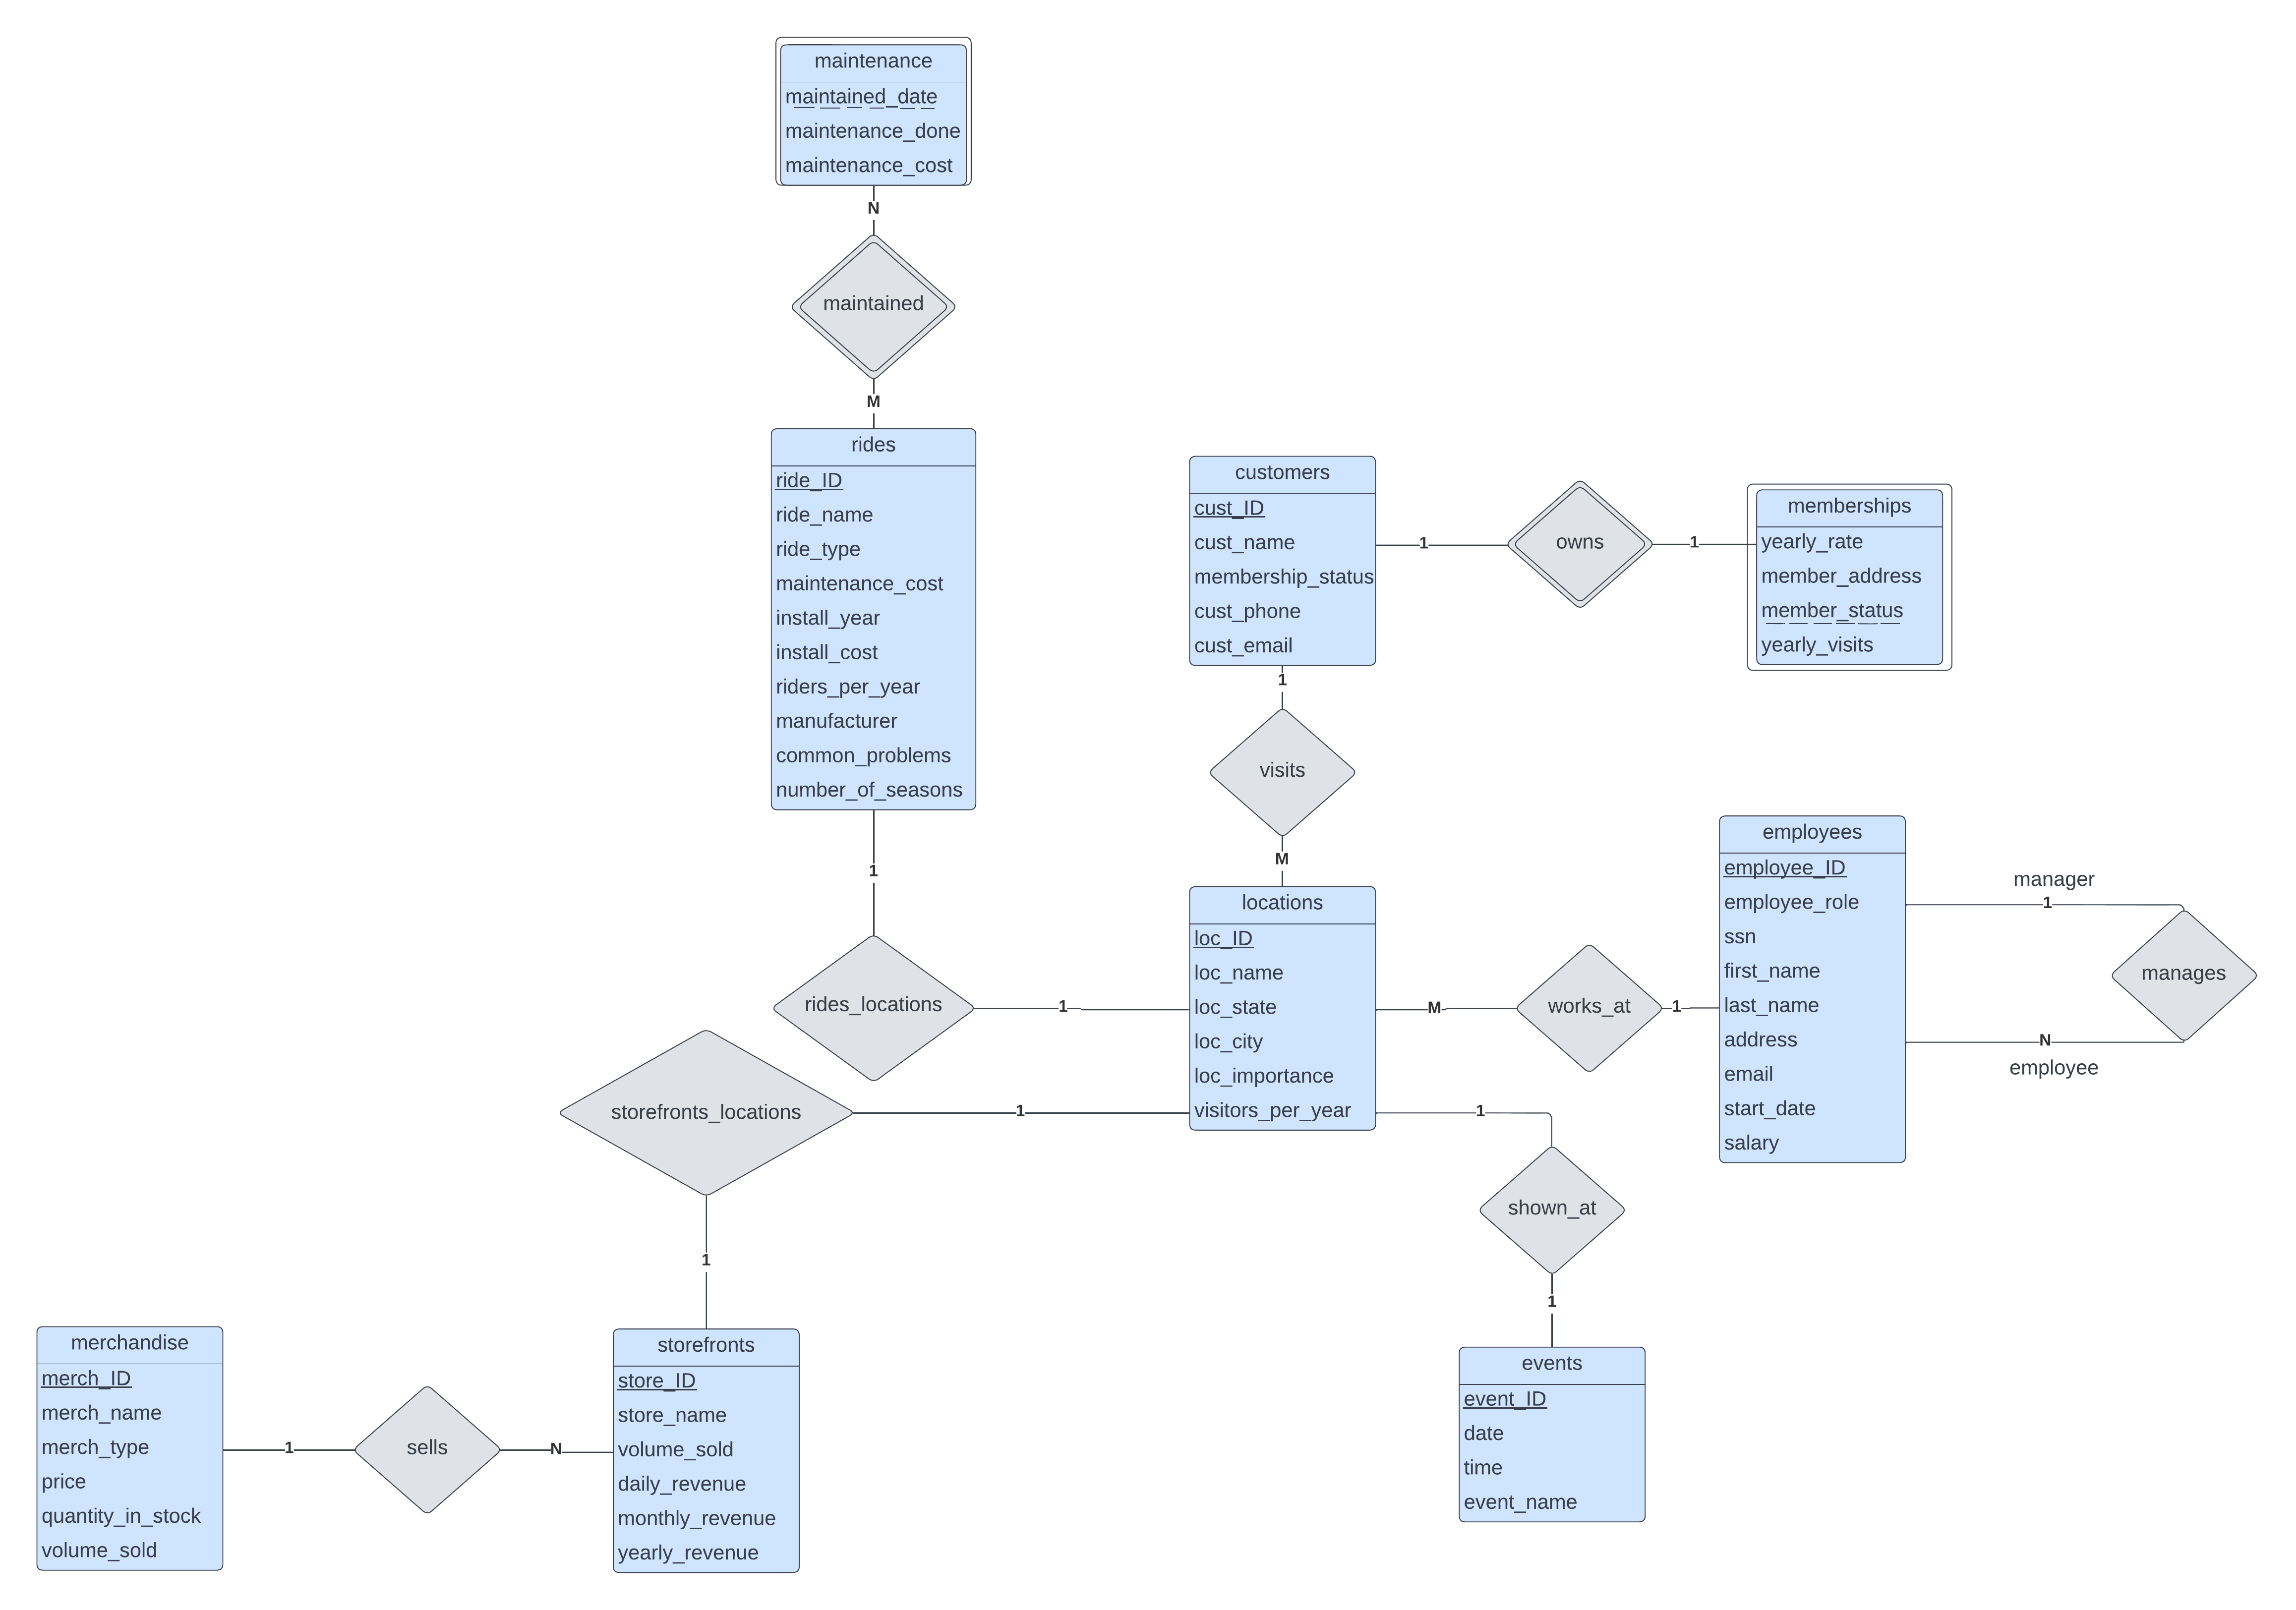 maintenance
maintained_date
maintenance_done
maintenance_cost
N
maintained
M
rides
ride_ID
ride_name
ride_type
maintenance_cost
install_year
install_cost
riders_per_year
manufacturer
common_problems
number_of_seasons
customers
cust_ID
cust_name
membership_status
cust_phone
cust_email
1
owns
1
memberships
yearly_rate
member_address
member_status
yearly_visits
1
visits
M
1
rides_locations
1
locations
loc_ID
loc_name
loc_state
loc_city
loc_importance
visitors_per_year
M
works_at
1
employees
employee_ID
employee_role
ssn
first_name
last_name
address
email
start_date
salary
manager
1
manages
N
employee
storefronts_locations
1
1
1
shown_at
1
merchandise
merch_ID
merch_name
merch_type
price
quantity_in_stock
volume_sold
1
sells
N
storefronts
store_ID
store_name
volume_sold
daily_revenue
monthly_revenue
yearly_revenue
events
event_ID
date
time
event_name